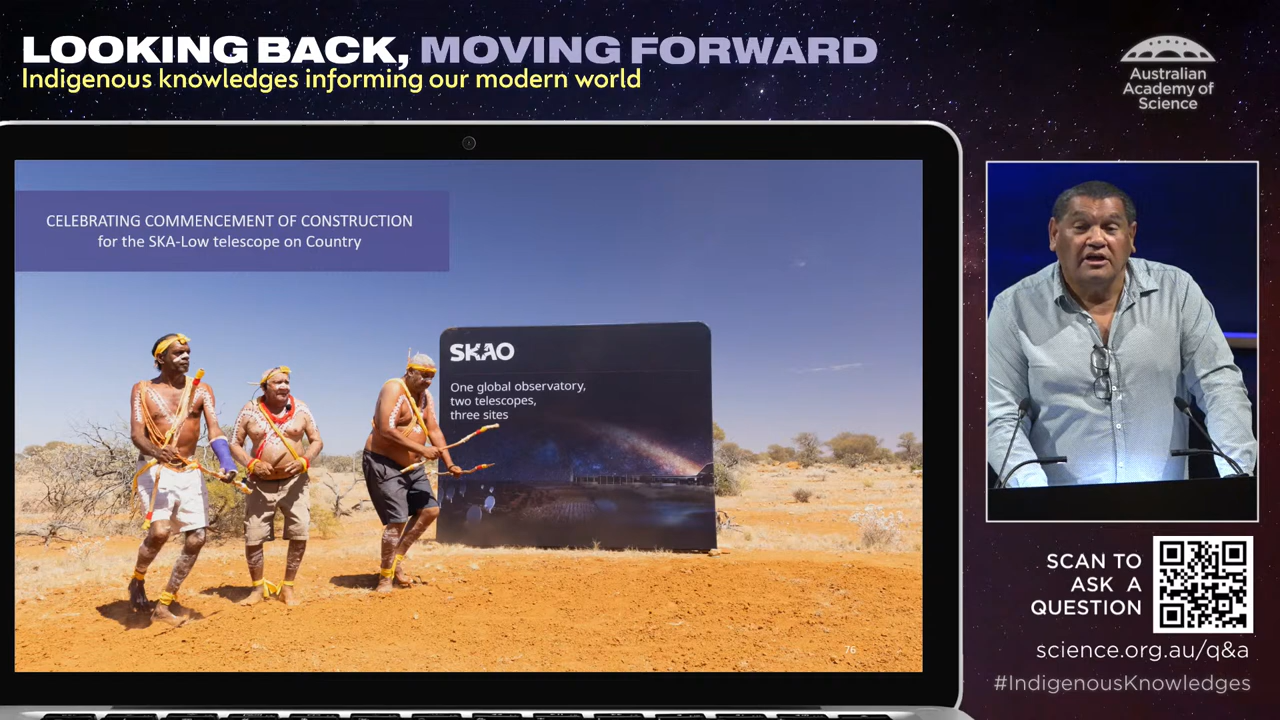 LOOKING BACK, MOVING FORWARD
Indigenous knowledges informing our modern world
Australian
Academy of
Science
CELEBRATING COMMENCEMENT OF CONSTRUCTION
for the SKA-Low telescope on Country
SKAO
One global observatory,
two telescopes,
three sites
76
SCAN TO
ASK A
QUESTION
science.org.au/q&a
#IndigenousKnowledges